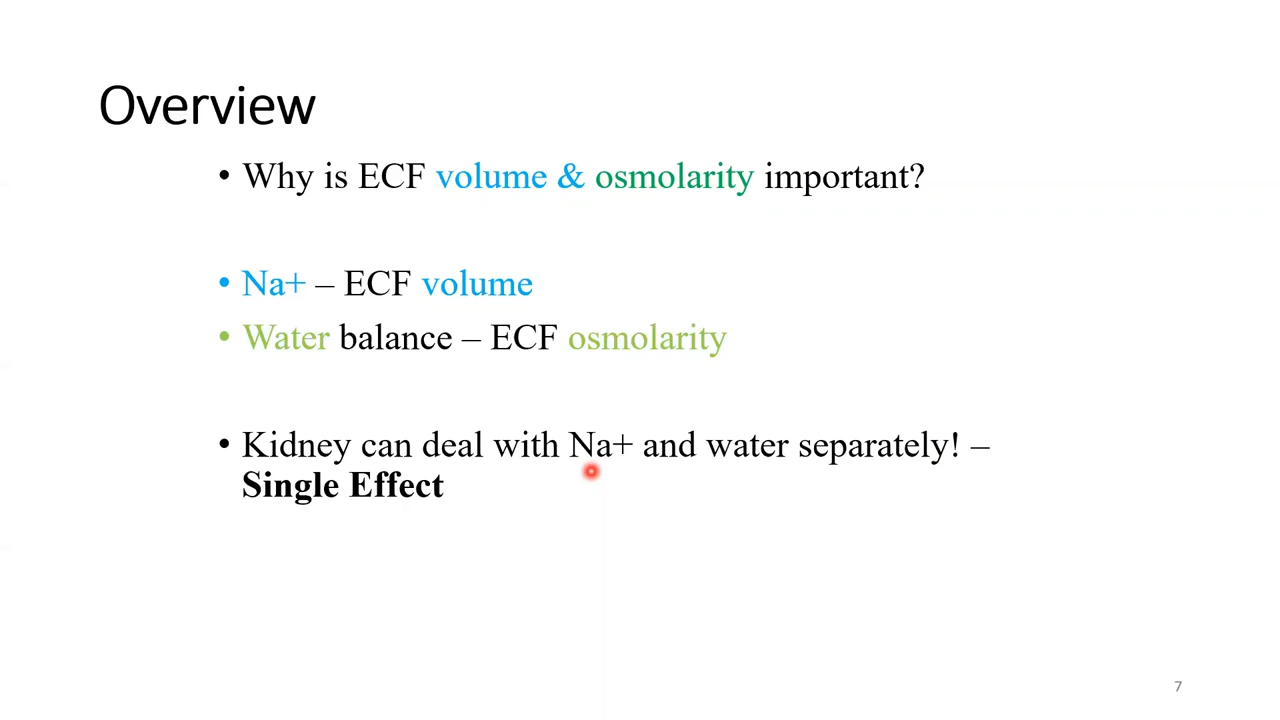 Overview
• Why is ECF volume & osmolarity important?
• Na+ – ECF volume
• Water balance – ECF osmolarity
• Kidney can deal with Na+ and water separately! –
Single Effect
7